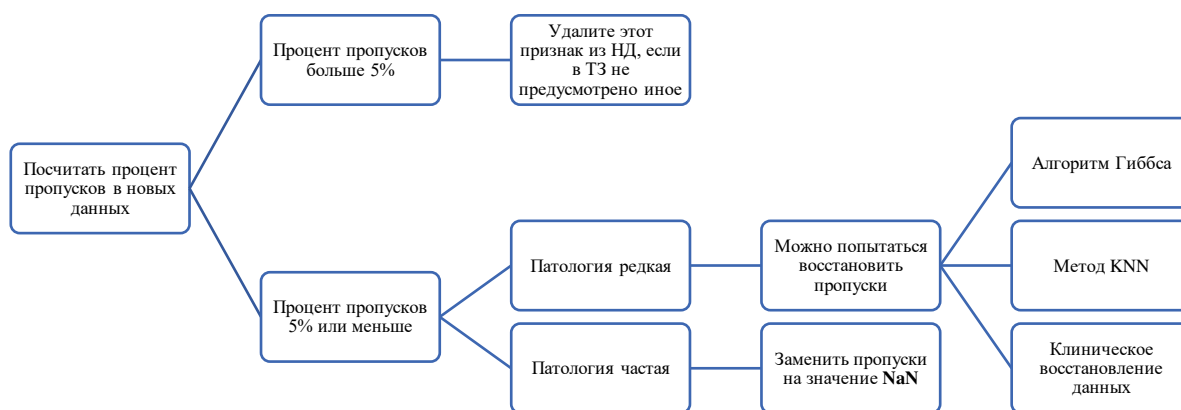 Посчитать процент
пропусков в новых
данных
Процент пропусков
больше 5%
Удалите этот
признак из НД, если
в ТЗ не
предусмотрено иное
Процент пропусков
5% или меньше
Патология редкая
Можно попытаться
восстановить
пропуски
Алгоритм Гиббса
Метод KNN
Клиническое
восстановление
данных
Патология частая
Заменить пропуски
на значение NaN